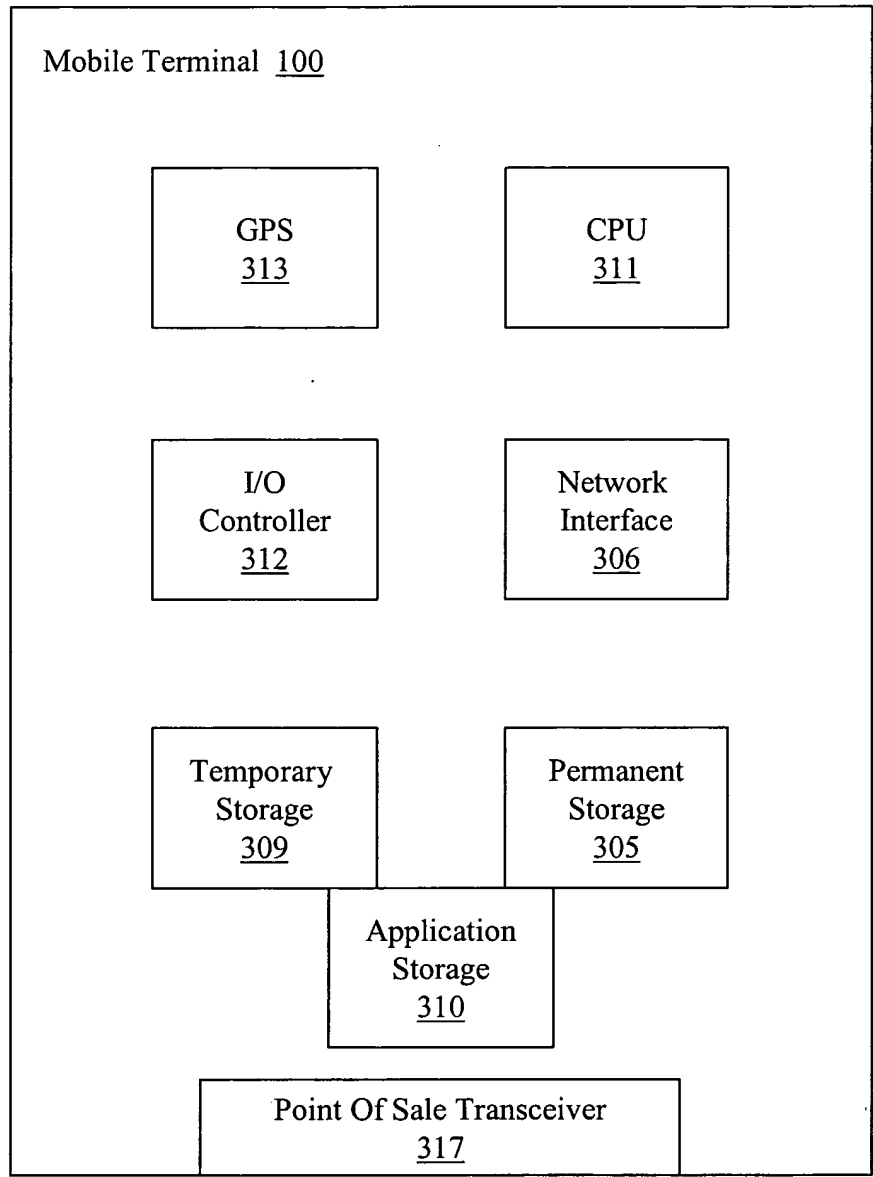 Mobile Terminal 100
GPS
313
CPU
311
I/O
Controller
312
Network
Interface
306
Temporary
Storage
309
Permanent
Storage
305
Application
Storage
310
Point Of Sale Transceiver
317